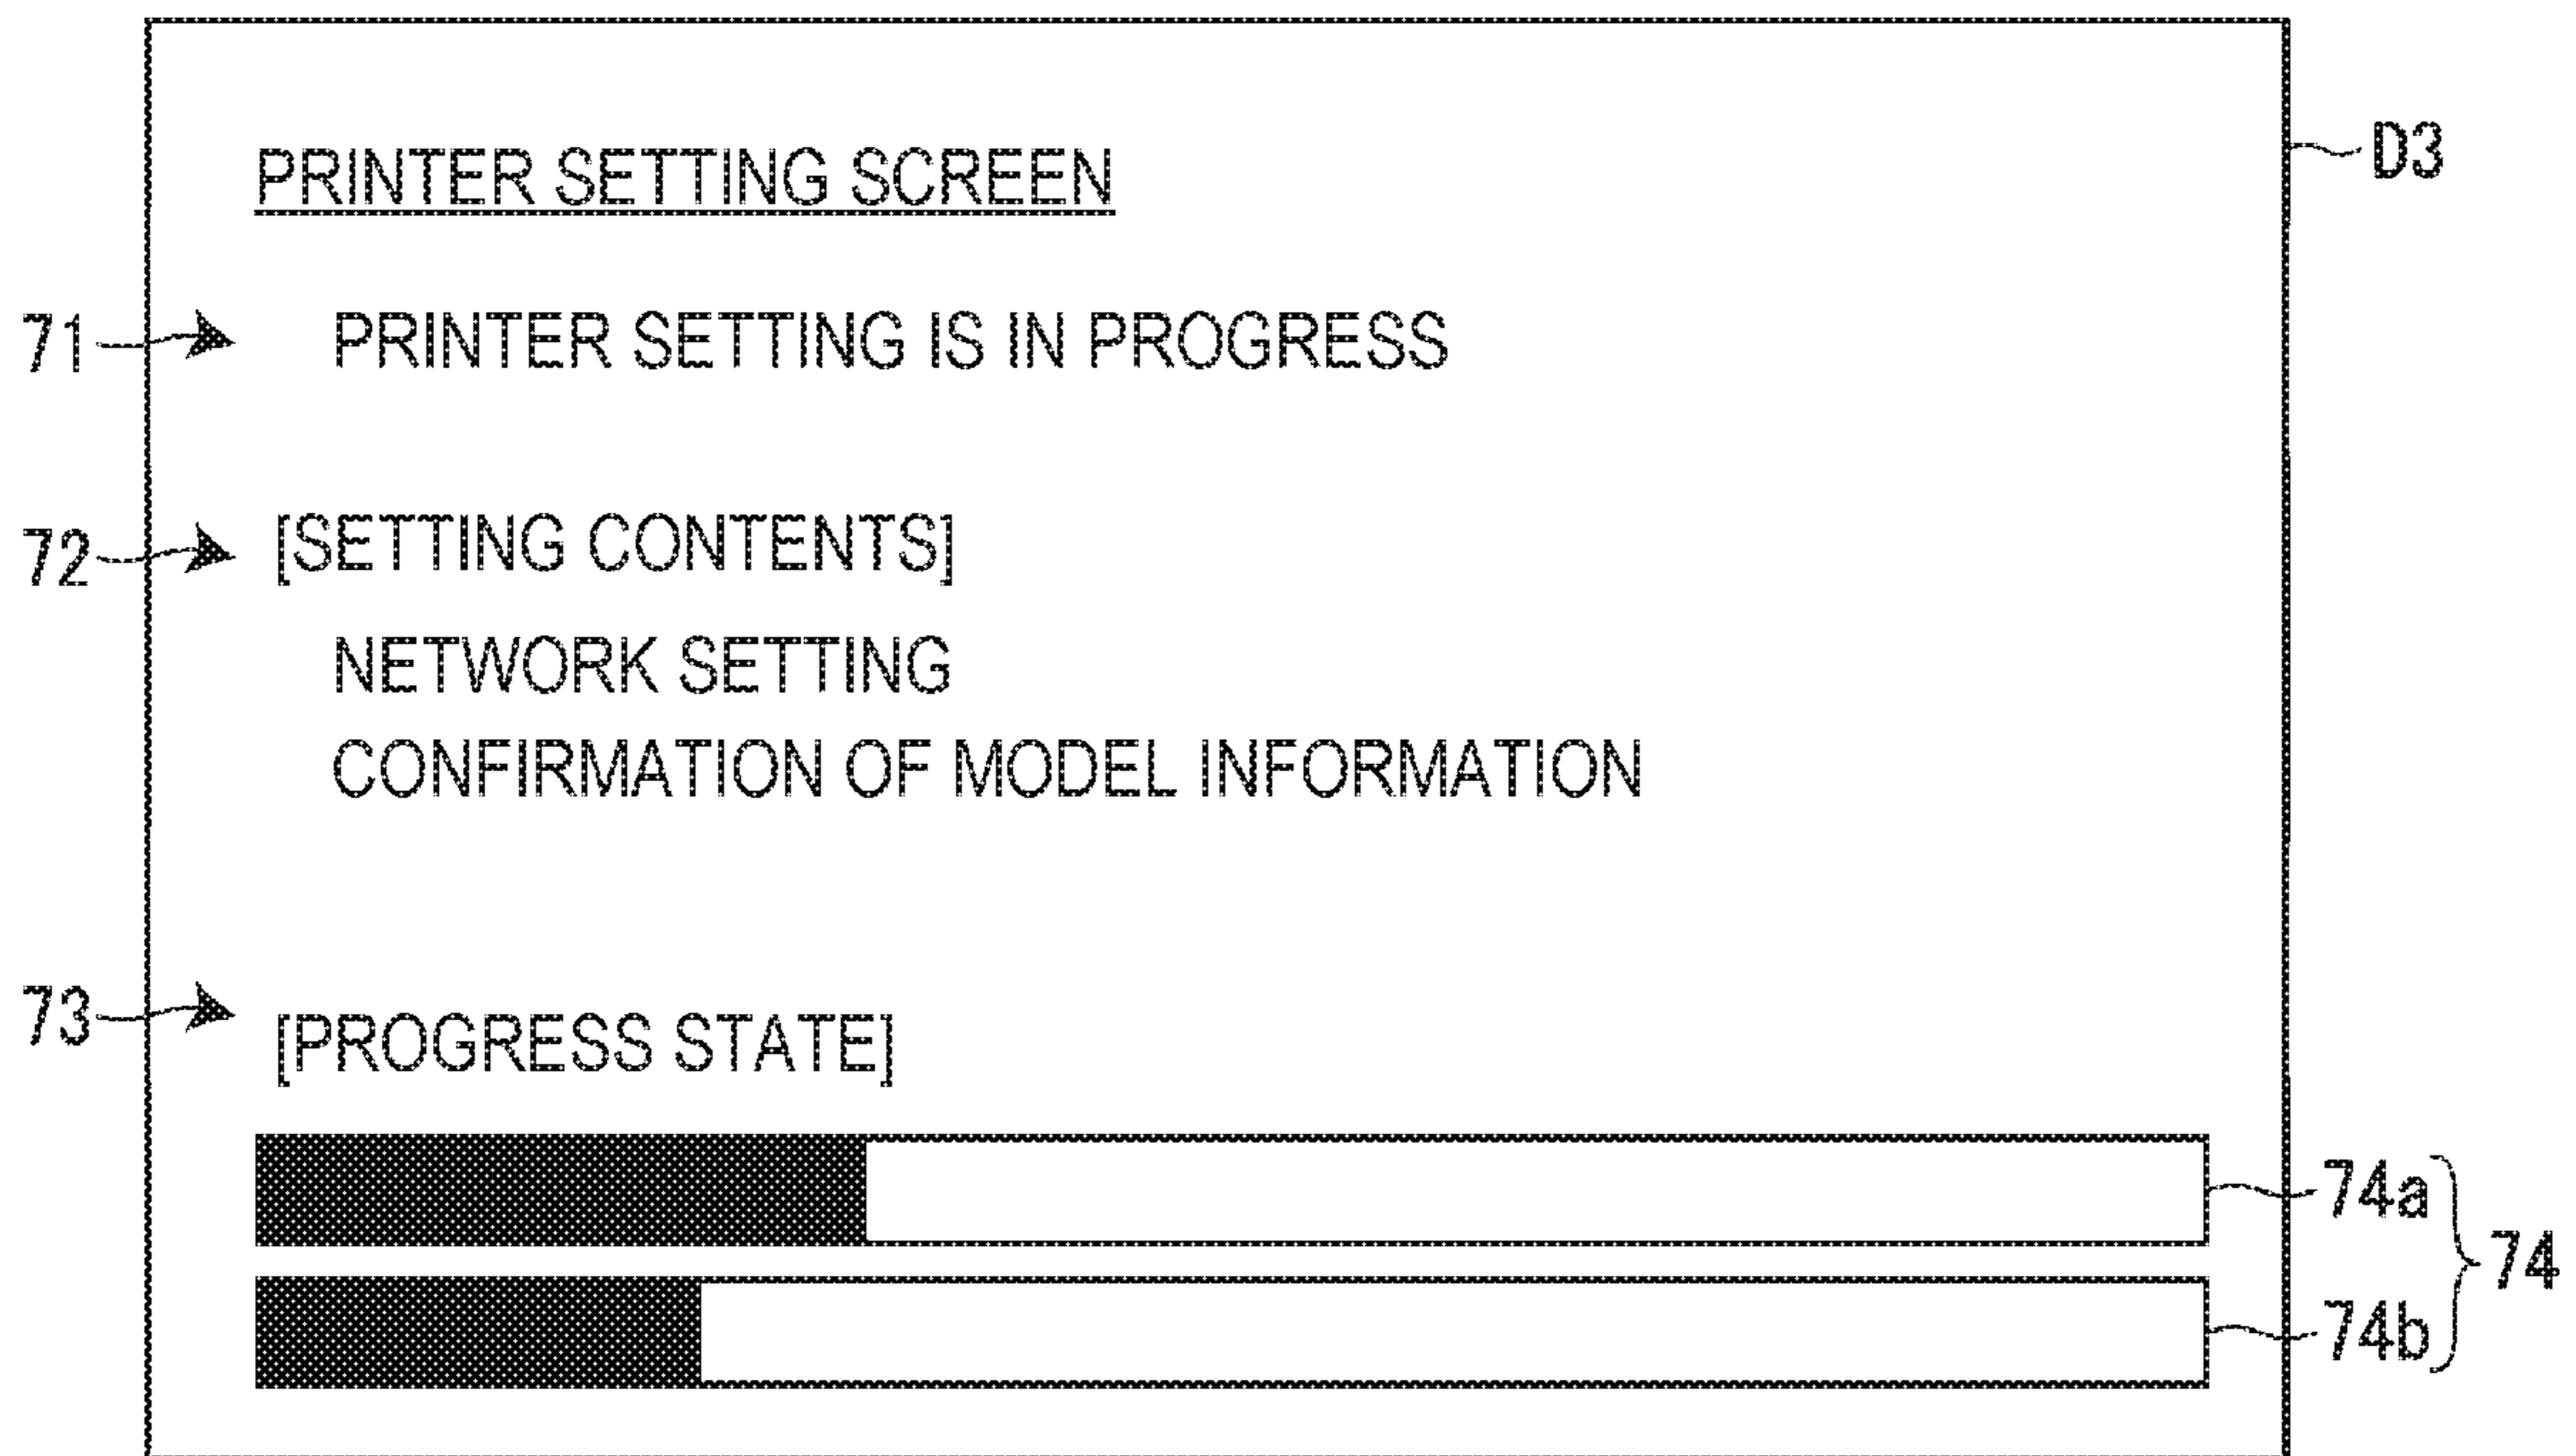 PRINTER SETTING SCREEN
D3
71
PRINTER SETTING IS IN PROGRESS
72
[SETTING CONTENTS]
NETWORK SETTING
CONFIRMATION OF MODEL INFORMATION
73
[PROGRESS STATE]
74a
74
74b